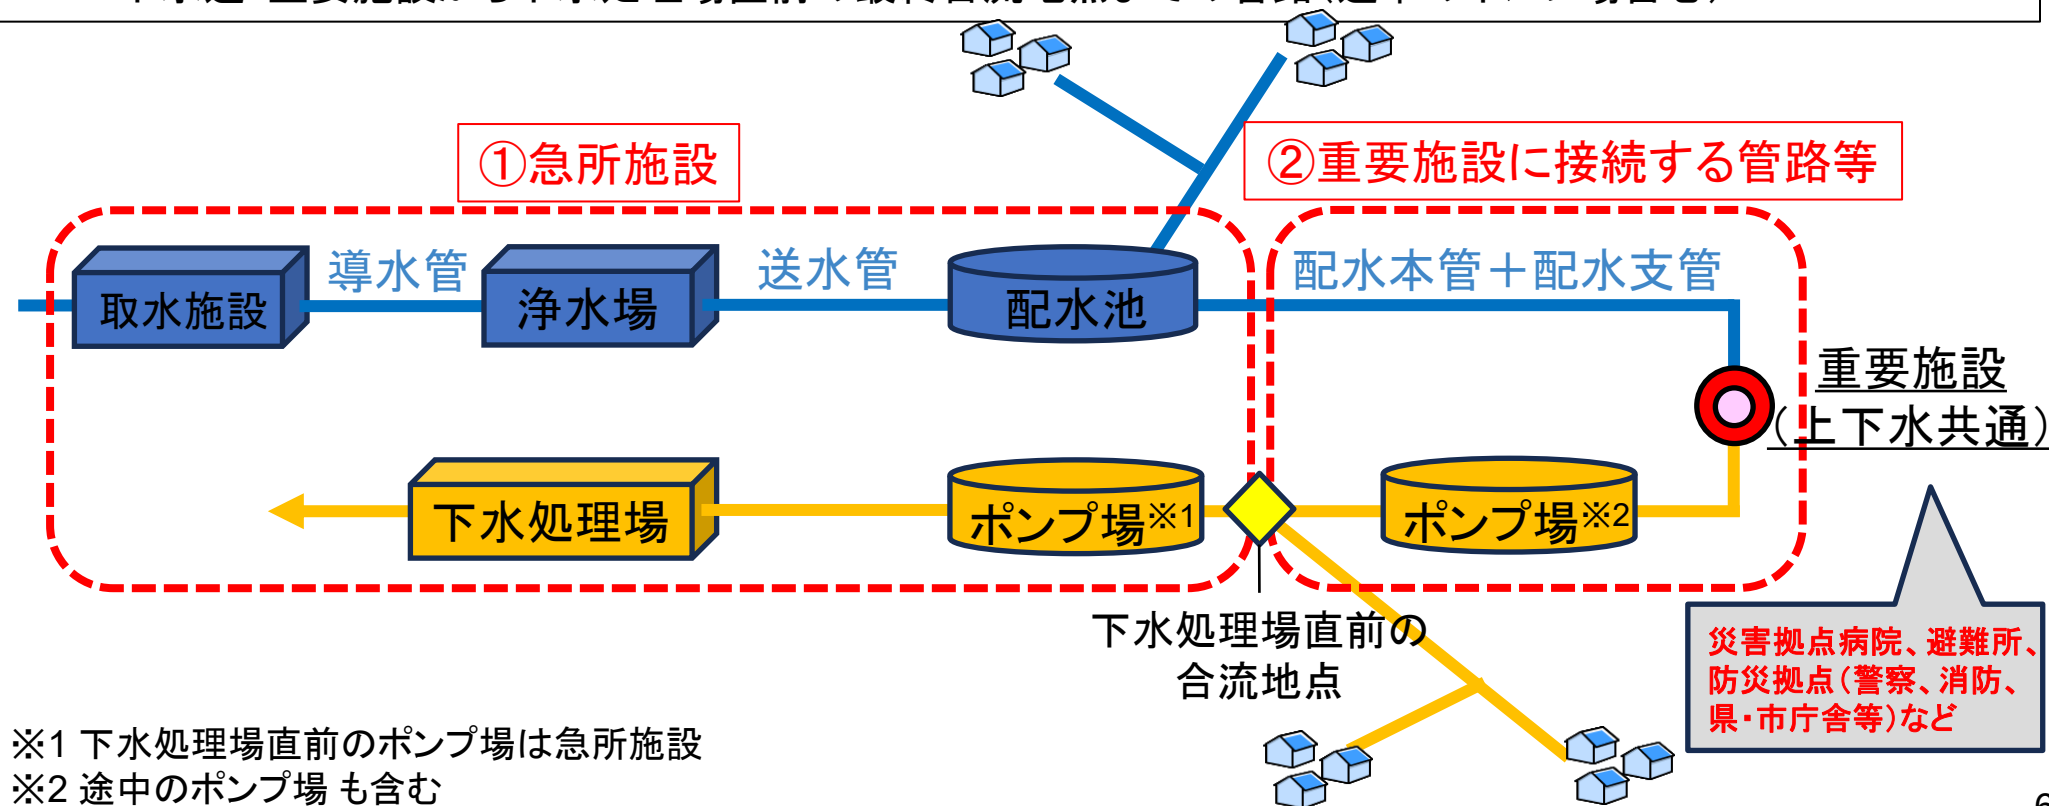 ①急所施設
②重要施設に接続する管路等
導水管
送水管
配水本管＋配水支管
取水施設
浄水場
配水池
重要施設
（上下水共通）
下水処理場
ポンプ場※1
ポンプ場※2
下水処理場直前の
合流地点
災害拠点病院、避難所、
防災拠点（警察、消防、
県・市庁舎等）など
※1 下水処理場直前のポンプ場は急所施設
※2 途中のポンプ場 も含む